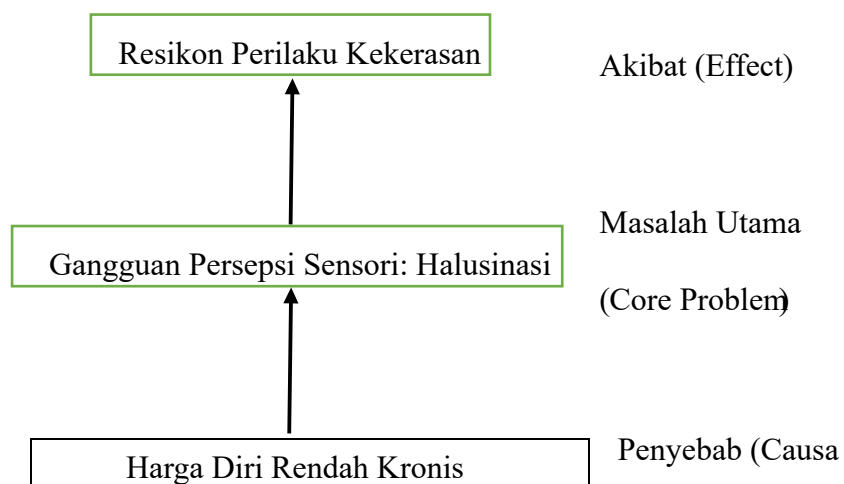 Resikon Perilaku Kekerasan
Akibat (Effect)
Masalah Utama
Gangguan Persepsi Sensori: Halusinasi
(Core Problem)
Penyebab (Causa
Harga Diri Rendah Kronis